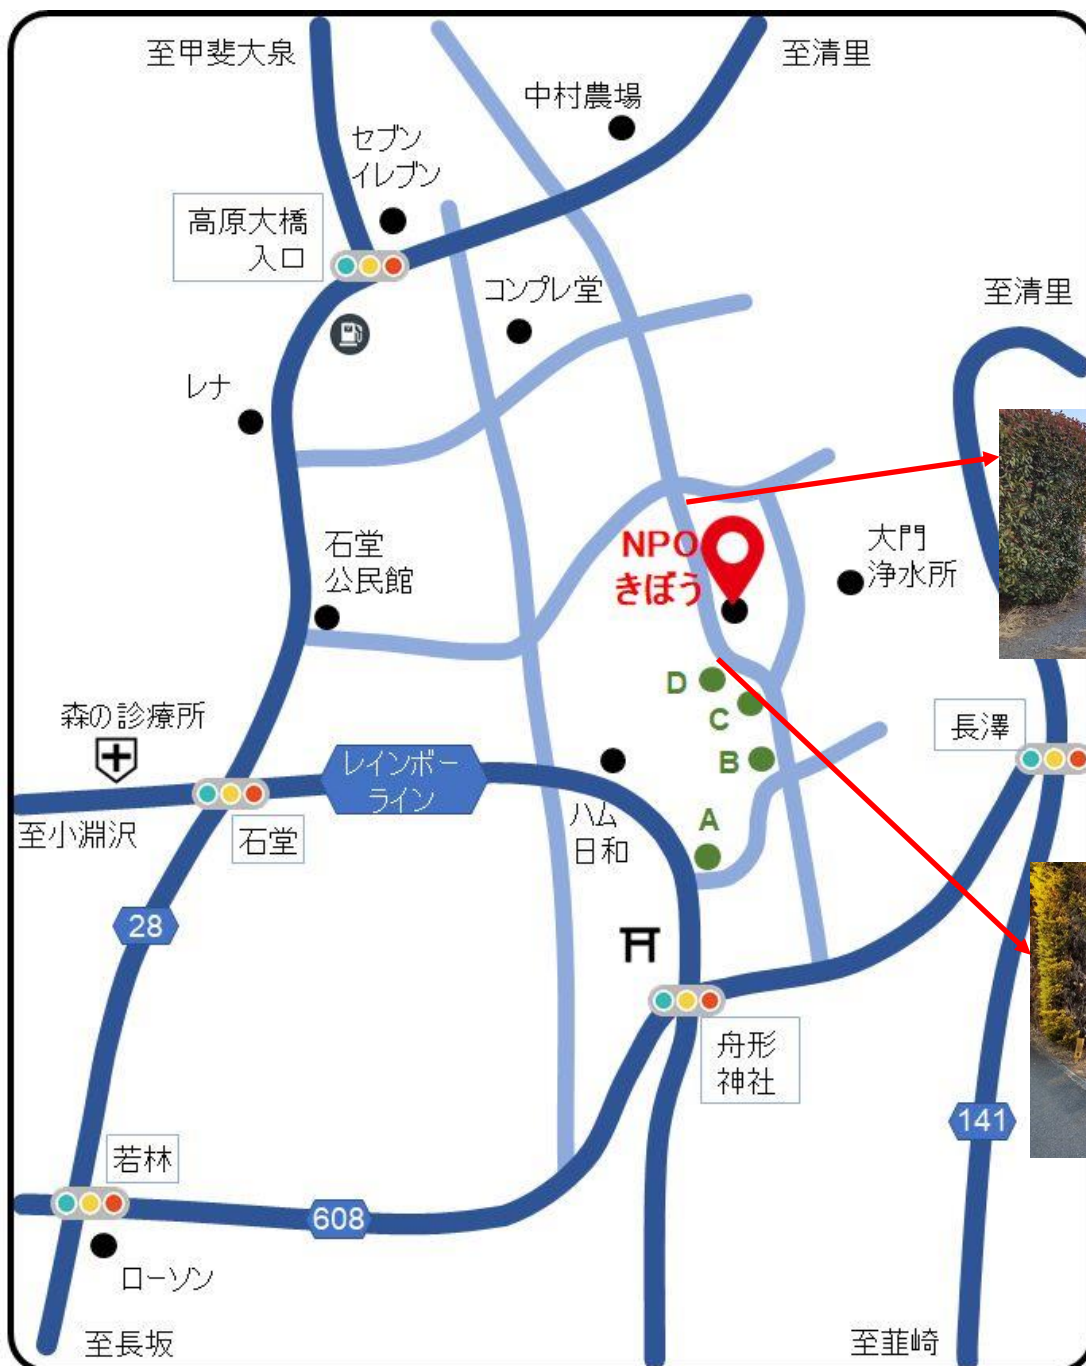 至甲斐大泉
至清里
中村農場
セブン
イレブン
高原大橋
入口
コンプレ堂
至清里
レナ
石堂
公民館
NPO
きぼう
大門
浄水所
D
C
森の診療所
長澤
レインボー
ライン
B
至小淵沢
石堂
ハム
日和
A
28
舟形
神社
141
若林
608
ローソン
至長坂
至韮崎